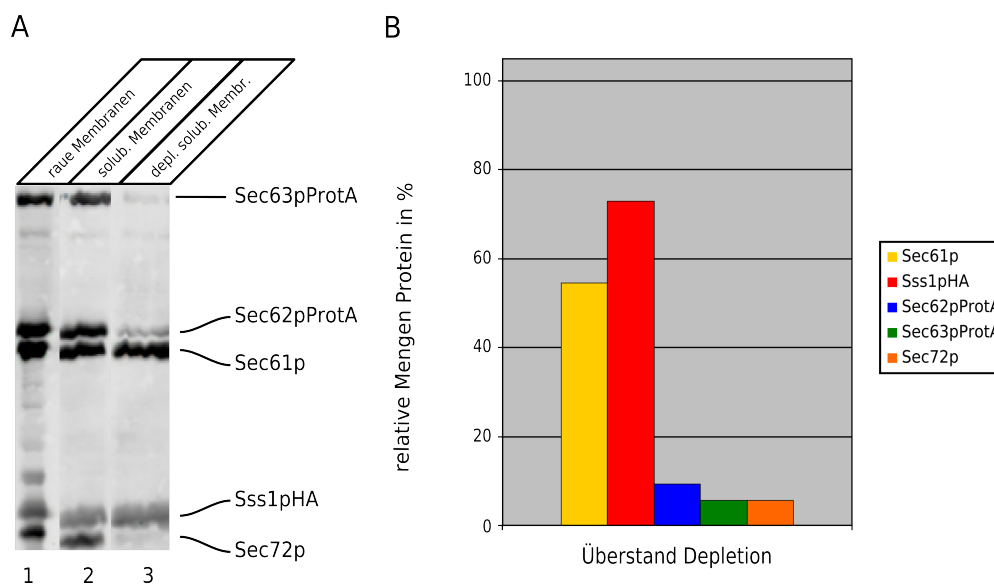 A
raue Membranen
solub. Membranen
depl. solub. Membr.
Sec63pProtA
Sec62pProtA
Sec61p
Sss1pHA
Sec72p
1 2 3
B
relative Mengen Protein in %
100
80
60
40
20
0
Überstand Depletion
Sec61p
Sss1pHA
Sec62pProtA
Sec63pProtA
Sec72p